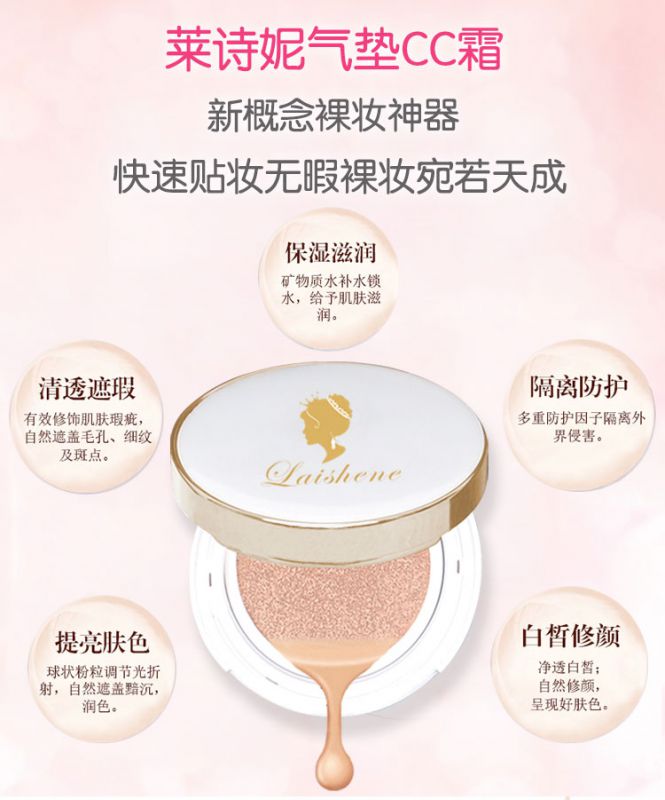 莱诗妮气垫CC霜
新概念裸妆神器
快速贴妆无暇裸妆宛若天成
保湿滋润
矿物质水补水锁
水，给予肌肤滋
润。
清透遮瑕
有效修饰肌肤瑕疵，
自然遮盖毛孔、细纹
及斑点。
隔离防护
多重防护因子隔离外
界侵害。
Laishene
提亮肤色
球状粉粒调节光折
射，自然遮盖黯沉，
润色。
白皙修颜
净透白皙；
自然修颜，
呈现好肤色。